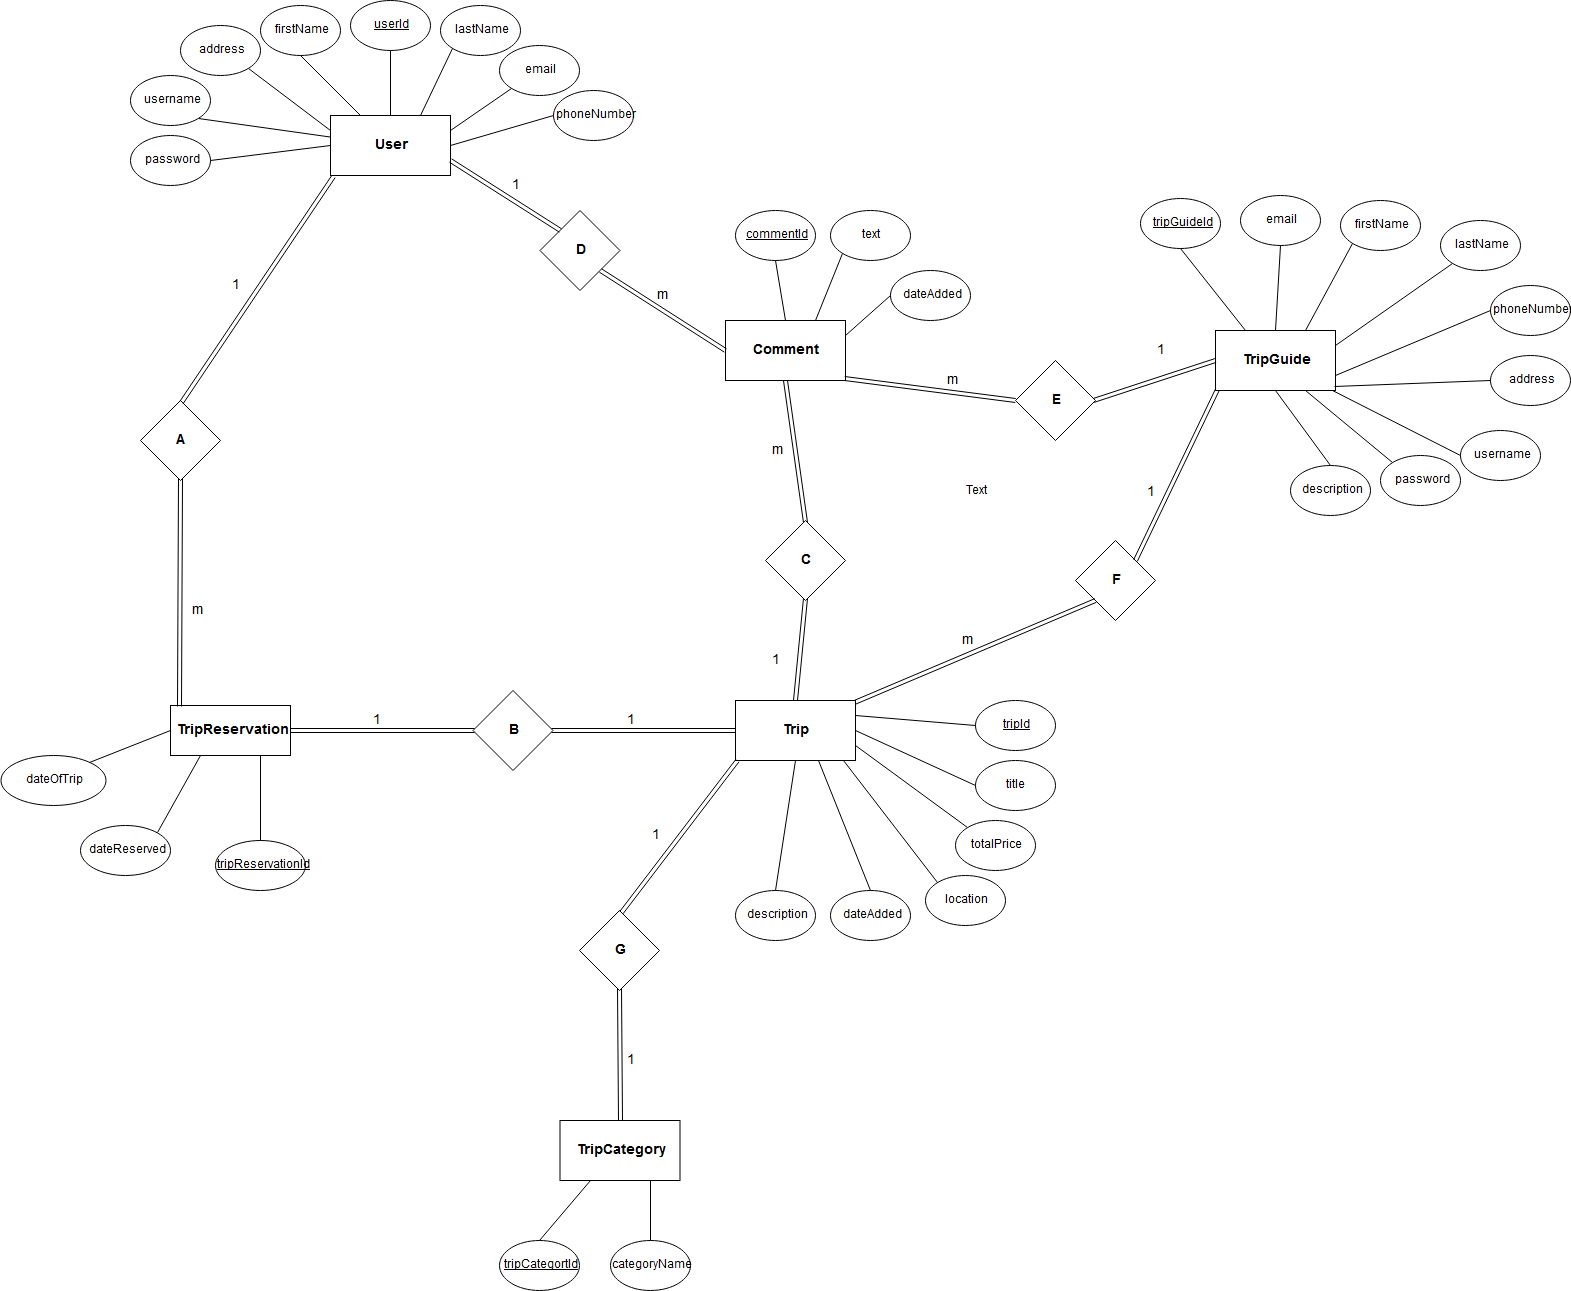 userId
firstName
lastName
address
email
username
phoneNumber
User
password
1
D
commentId
text
tripGuideId
email
firstName
lastName
1
m
dateAdded
phoneNumber
Comment
1
TripGuide
m
address
E
A
m
username
password
description
Text
1
C
F
m
m
1
tripId
TripReservation
1
B
1
Trip
dateOfTrip
title
1
totalPrice
dateReserved
tripReservationId
location
description
dateAdded
G
1
TripCategory
tripCategortId
categoryName